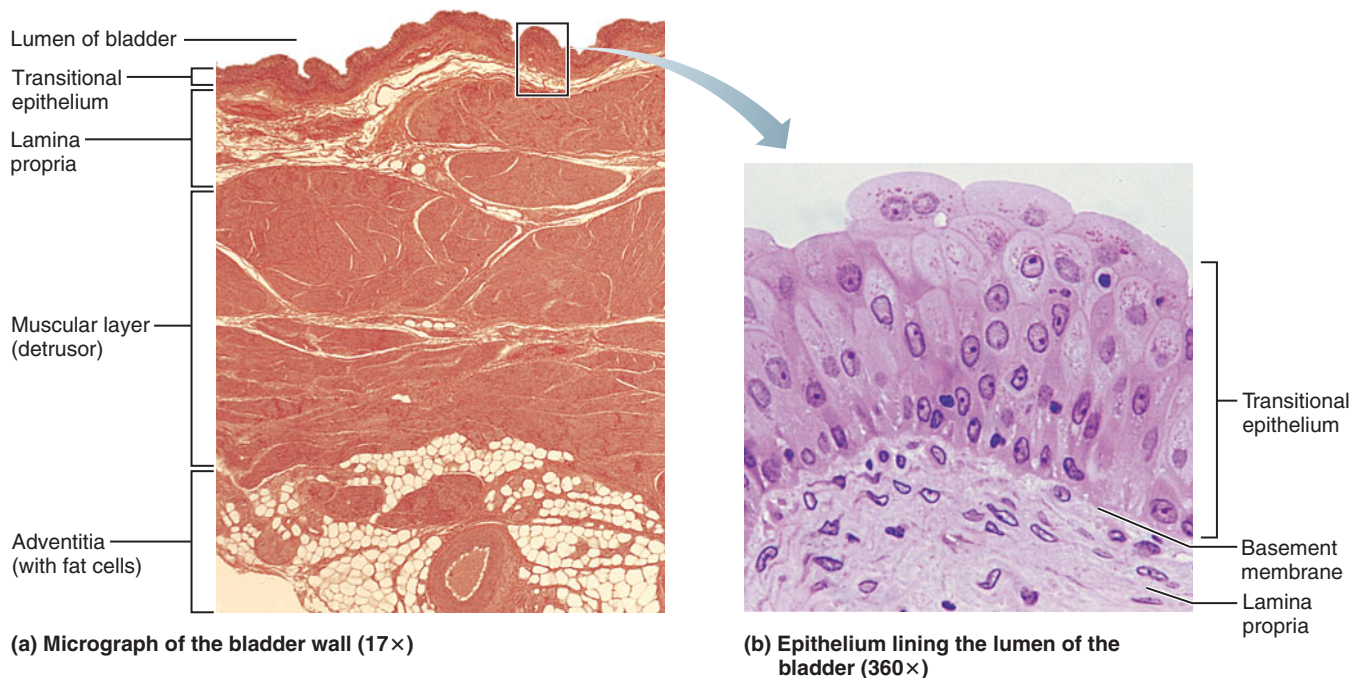 Lumen of bladder
Transitional
epithelium
Lamina
propria
Muscular layer
(detrusor)
Adventitia
(with fat cells)
(a) Micrograph of the bladder wall (17×)
Transitional
epithelium
Basement
membrane
Lamina
propria
(b) Epithelium lining the lumen of the
bladder (360×)